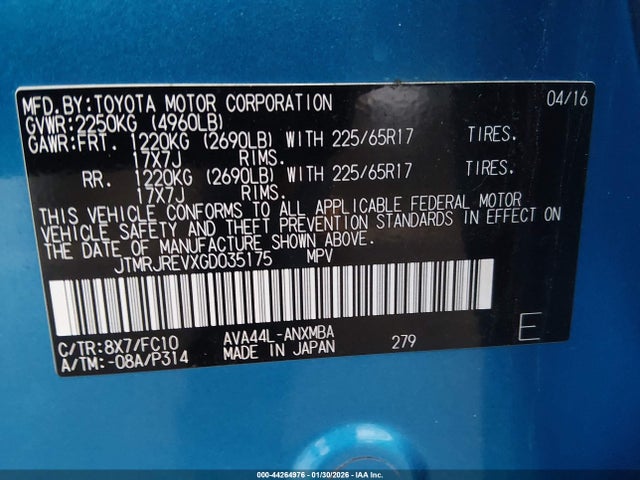 MFD.BY:TOYOTA MOTOR CORPORATION 04/16
GVWR:2250KG (4960LB)
GAWR:FRT. 1220KG (2690LB) WITH 225/65R17 TIRES.
17X7J RIMS.
RR. 1220KG (2690LB) WITH 225/65R17 TIRES.
17X7J RIMS.
THIS VEHICLE CONFORMS TO ALL APPLICABLE FEDERAL MOTOR
VEHICLE SAFETY AND THEFT PREVENTION STANDARDS IN EFFECT ON
THE DATE OF MANUFACTURE SHOWN ABOVE.
JTMRJREVXGD035175 MPV
C/TR:8X7/FC10 AVA44L-ANXMBA
A/TM:-08A/P314 MADE IN JAPAN 279 E
000-44264976 | 01/30/2026 | IAA Inc.